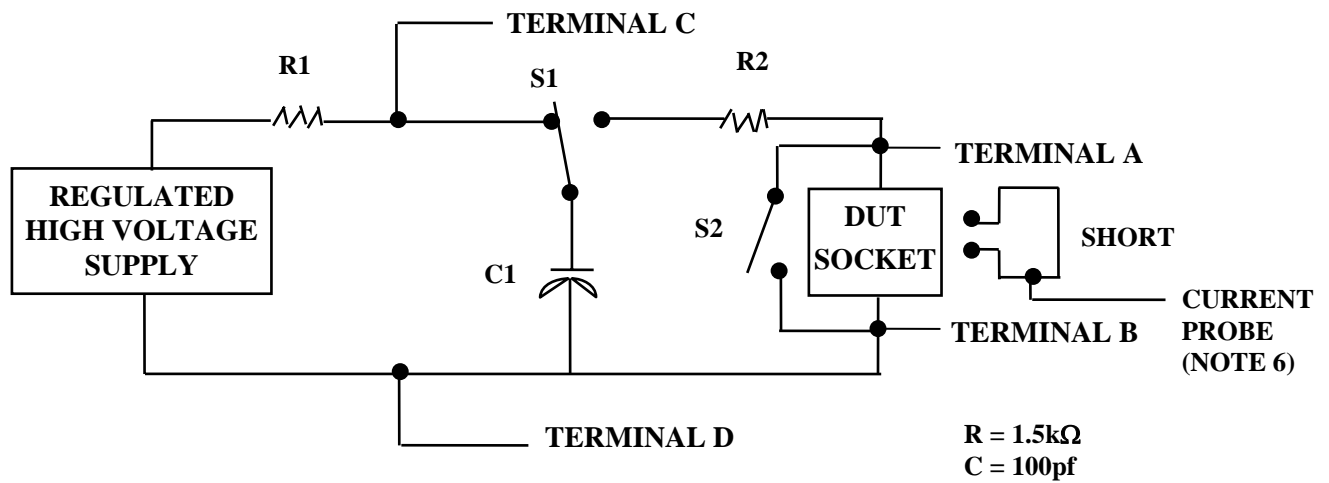 TERMINAL C
R1
S1
R2
TERMINAL A
REGULATED
HIGH VOLTAGE
SUPPLY
S2
DUT
SOCKET
SHORT
C1
CURRENT
PROBE
(NOTE 6)
TERMINAL B
TERMINAL D
R = 1.5kΩ
C = 100pf